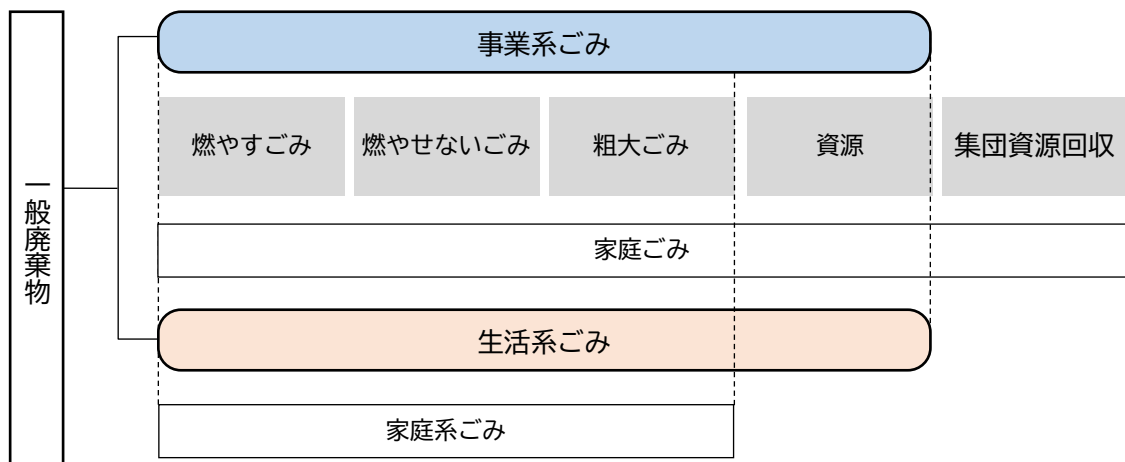 一般廃棄物
事業系ごみ
燃やすごみ
燃やせないごみ
粗大ごみ
資源
集団資源回収
家庭ごみ
生活系ごみ
家庭系ごみ